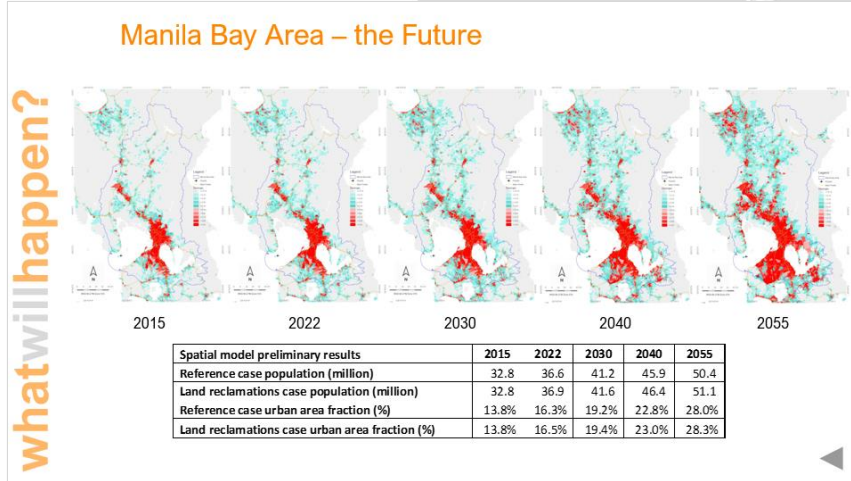 Manila Bay Area – the Future
whatwillhappen?
2015 2022 2030 2040 2055
Spatial model preliminary results 2015 2022 2030 2040 2055
Reference case population (million) 32.8 36.6 41.2 45.9 50.4
Land reclamations case population (million) 32.8 36.9 41.6 46.4 51.1
Reference case urban area fraction (%) 13.8% 16.3% 19.2% 22.8% 28.0%
Land reclamations case urban area fraction (%) 13.8% 16.5% 19.4% 23.0% 28.3%